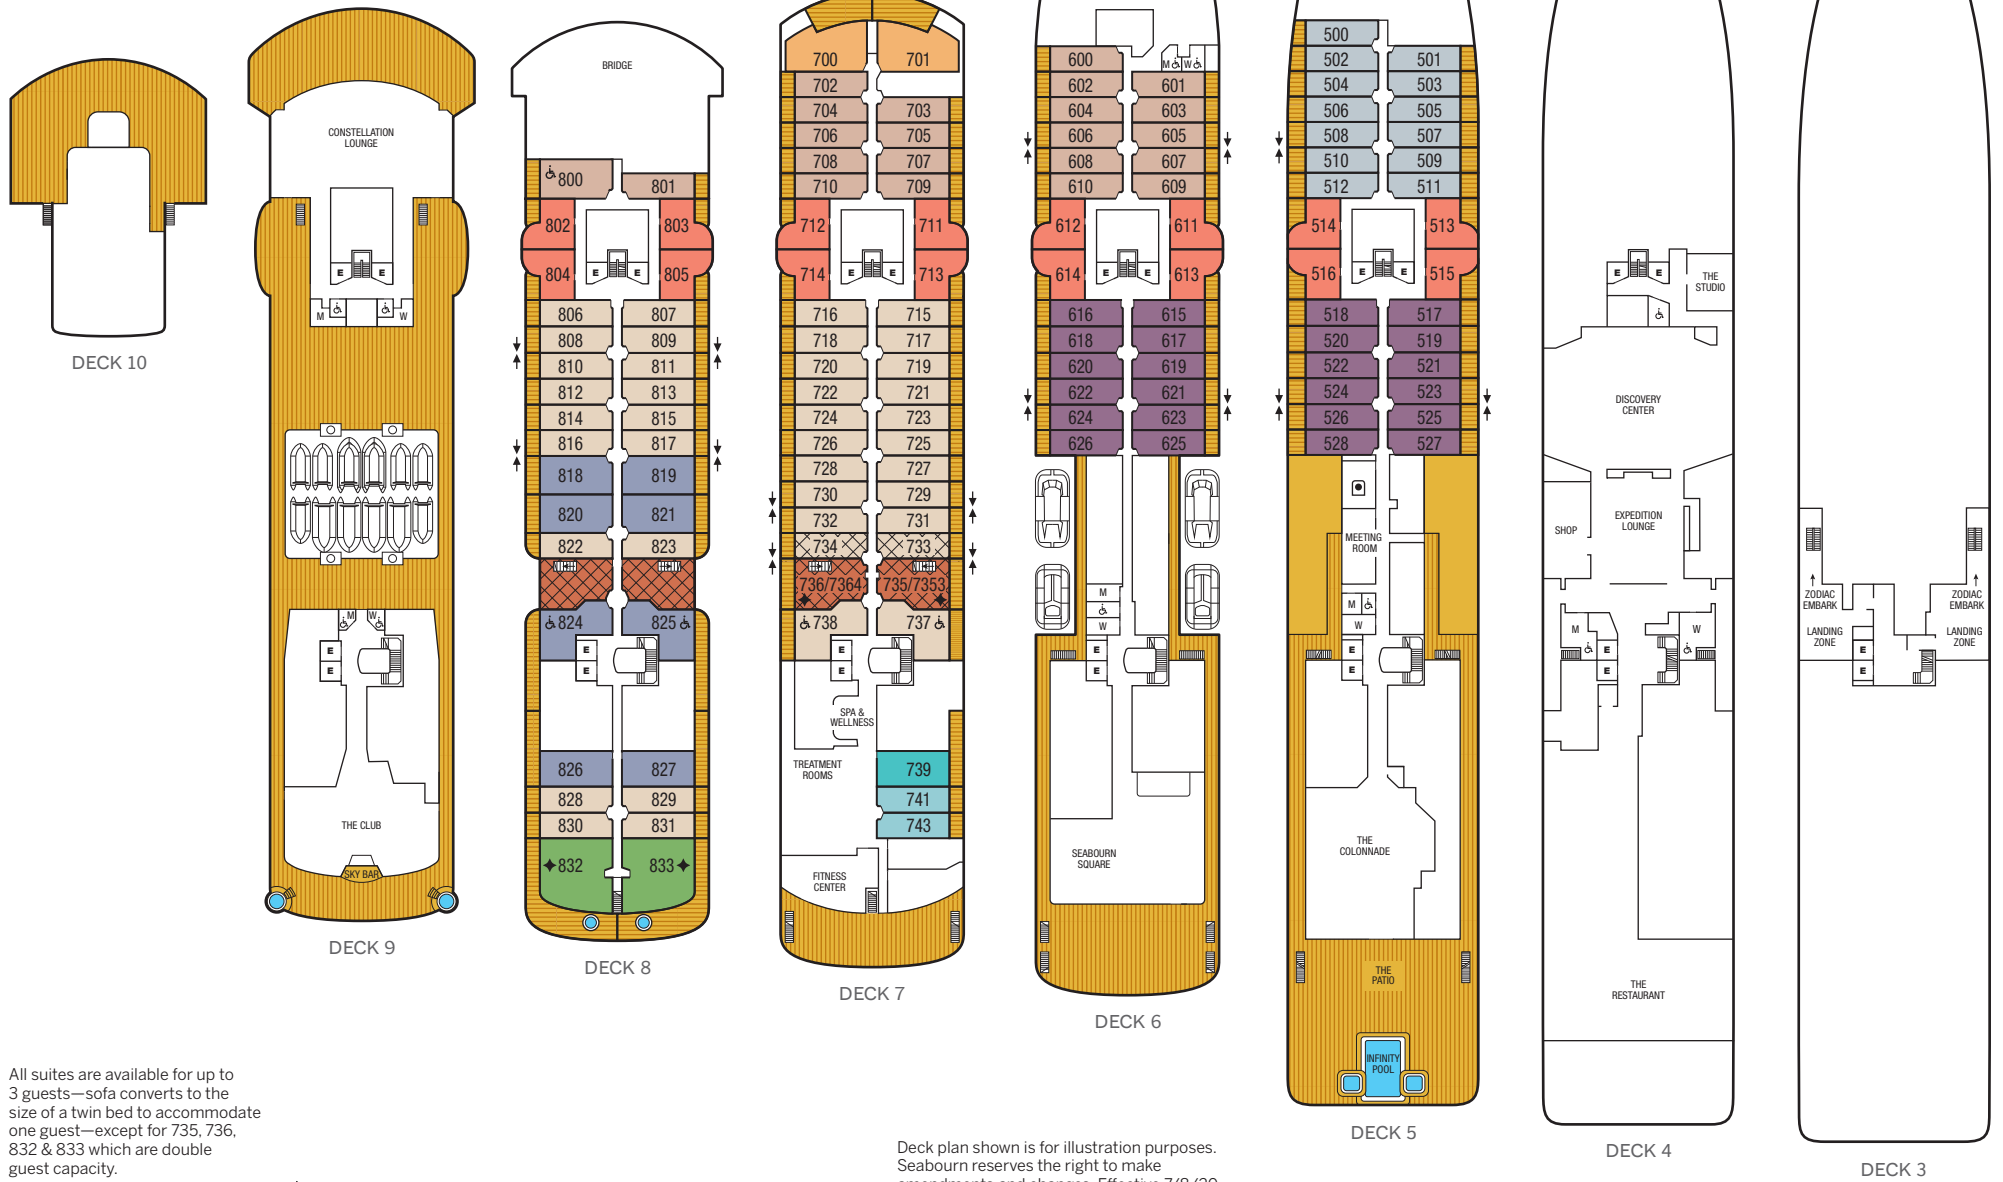 DECK 10
CONSTELLATION
LOUNGE
E E
M W
M W
E
E
THE CLUB
SKY BAR
DECK 9
BRIDGE
800
801
802 803
E E
804 805
806 807
808 809
810 811
812 813
814 815
816 817
818 819
820 821
822 823
824 825
E
E
826 827
828 829
830 831
832 833
DECK 8
700 701
702
704 703
706 705
708 707
710 709
712 711
E E
714 713
716 715
718 717
720 719
722 721
724 723
726 725
728 727
730 729
732 731
734 733
736/7364 735/7353
738 737
E
E
SPA &
WELLNESS
TREATMENT
ROOMS
739
741
743
FITNESS
CENTER
DECK 7
M W
600
602 601
604 603
606 605
608 607
610 609
612 611
E E
614 613
616 615
618 617
620 619
622 621
624 623
626 625
M
W
E
E
SEABOURN
SQUARE
DECK 6
500
502 501
504 503
506 505
508 507
510 509
512 511
514 513
E E
516 515
518 517
520 519
522 521
524 523
526 525
528 527
MEETING
ROOM
M
W
E
E
THE
COLONNADE
THE
PATIO
INFINITY
POOL
DECK 5
E E
THE
STUDIO
DISCOVERY
CENTER
SHOP
EXPEDITION
LOUNGE
M W
E
E
THE
RESTAURANT
DECK 4
ZODIAC
EMBARK
LANDING
ZONE
ZODIAC
EMBARK
LANDING
ZONE
E
E
DECK 3
All suites are available for up to
3 guests—sofa converts to the
size of a twin bed to accommodate
one guest—except for 735, 736,
832 & 833 which are double
guest capacity.
Deck plan shown is for illustration purposes.
Seabourn reserves the right to make
amendments and changes. Effective 7/8/20